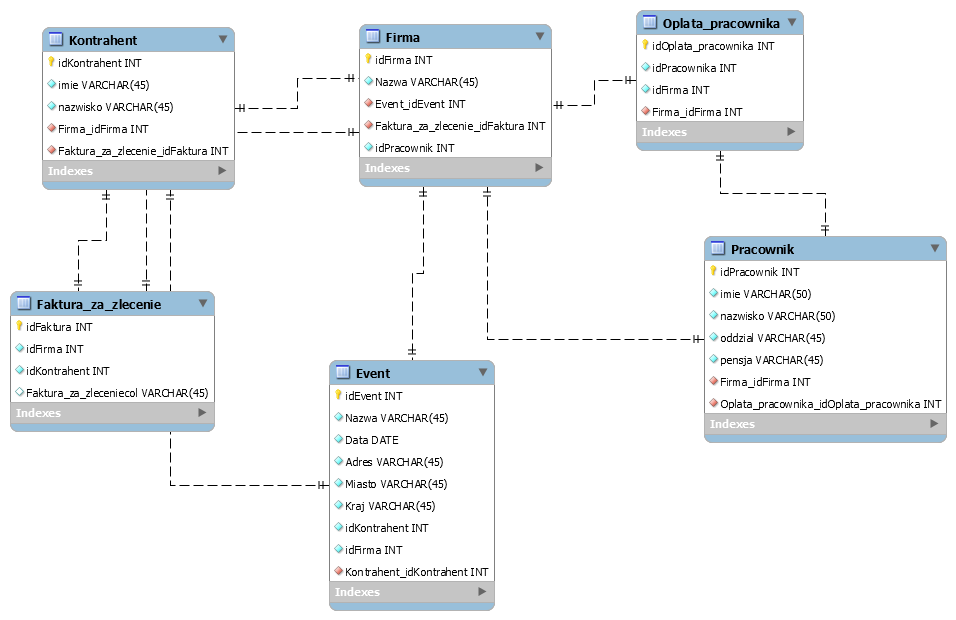 Kontrahent
idKontrahent INT
imie VARCHAR(45)
nazwisko VARCHAR(45)
Firma_idFirma INT
Faktura_za_zlecenie_idFaktura INT
Indexes
Firma
idFirma INT
Nazwa VARCHAR(45)
Event_idEvent INT
Faktura_za_zlecenie_idFaktura INT
idPracownik INT
Indexes
Oplata_pracownika
idOplata_pracownika INT
idPracownika INT
idFirma INT
Firma_idFirma INT
Indexes
Faktura_za_zlecenie
idFaktura INT
idFirma INT
idKontrahent INT
Faktura_za_zleceniecol VARCHAR(45)
Indexes
Event
idEvent INT
Nazwa VARCHAR(45)
Data DATE
Adres VARCHAR(45)
Miasto VARCHAR(45)
Kraj VARCHAR(45)
idKontrahent INT
idFirma INT
Kontrahent_idKontrahent INT
Indexes
Pracownik
idPracownik INT
imie VARCHAR(50)
nazwisko VARCHAR(50)
oddzial VARCHAR(45)
pensja VARCHAR(45)
Firma_idFirma INT
Oplata_pracownika_idOplata_pracownika INT
Indexes